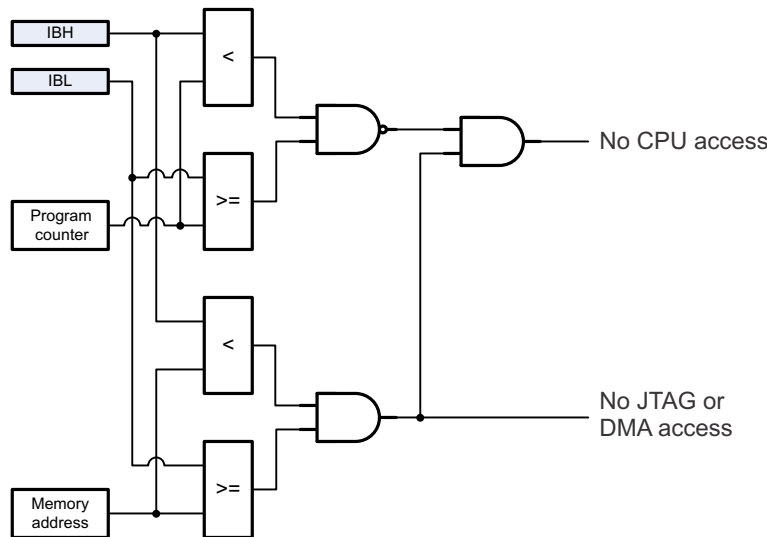 IBH
IBL
<
>=
Program
counter
No CPU access
<
>=
Memory
address
No JTAG or
DMA access